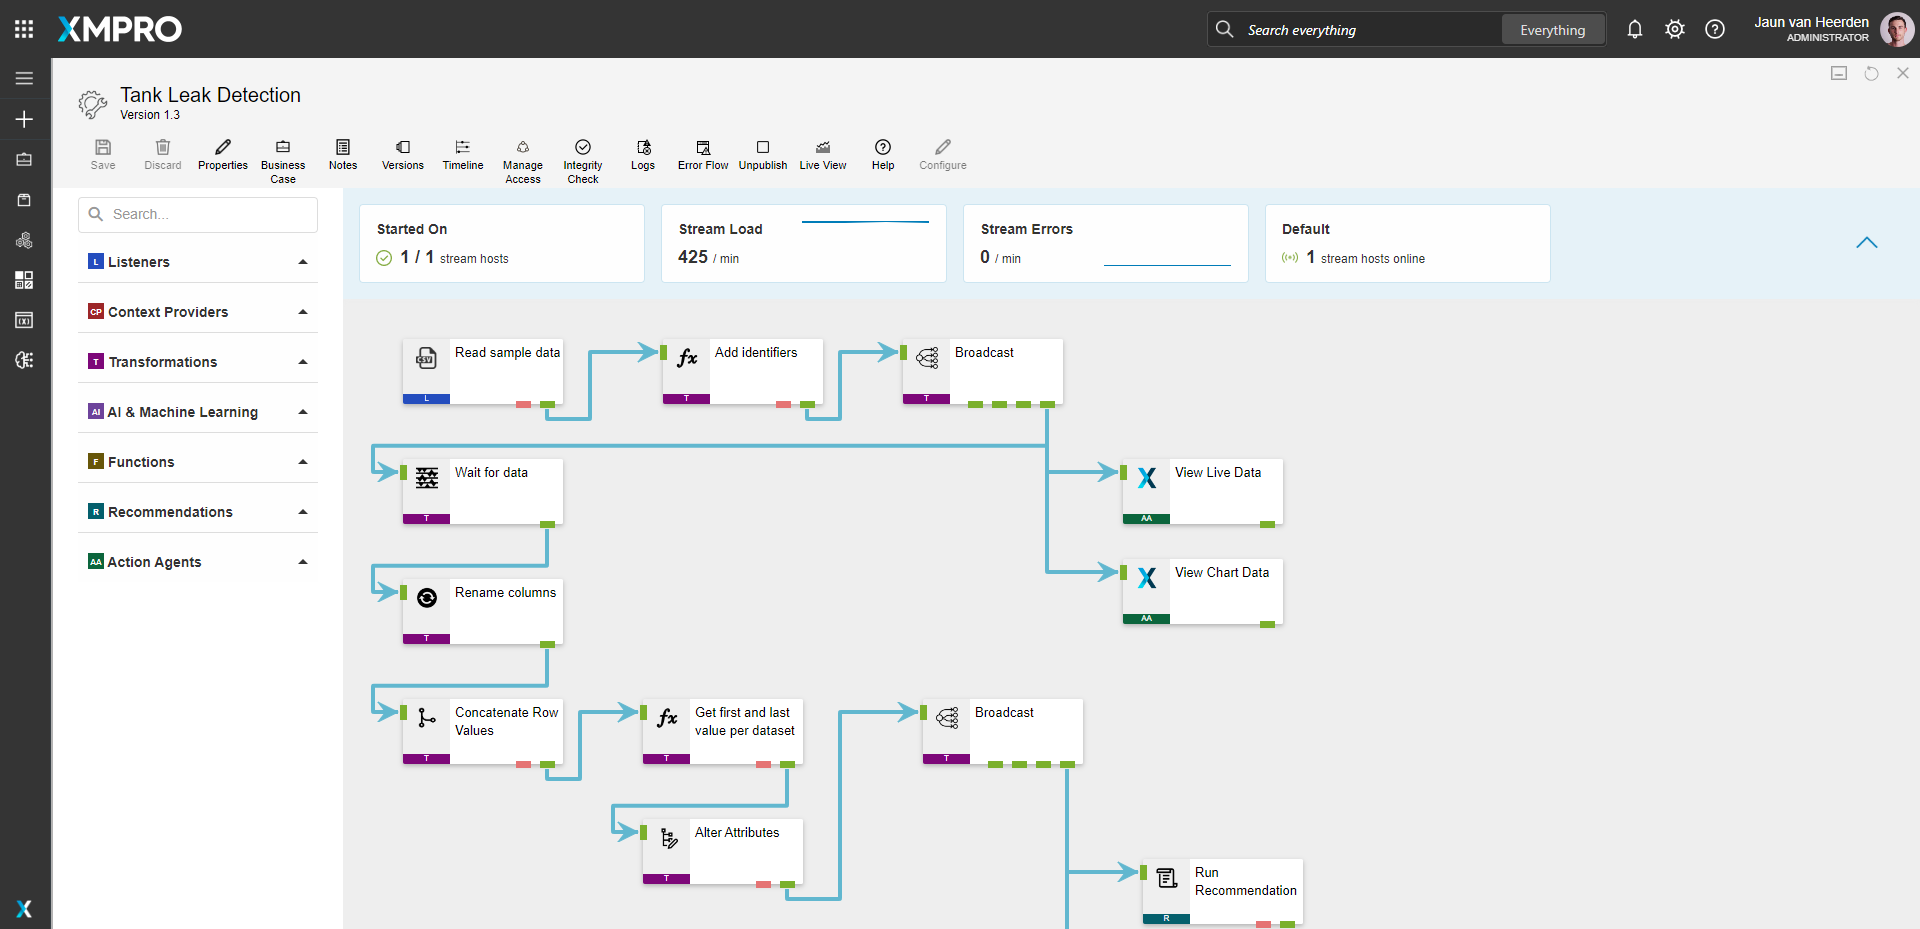 XMPRO
Search everything
Everything
Jaun van Heerden
ADMINISTRATOR
Tank Leak Detection
Version 1.3
Save
Discard
Properties
Business
Case
Notes
Versions
Timeline
Manage
Access
Integrity
Check
Logs
Error Flow
Unpublish
Live View
Help
Configure
Search...
L Listeners
CP Context Providers
T Transformations
AI AI & Machine Learning
F Functions
R Recommendations
AA Action Agents
Started On
1 / 1 stream hosts
Stream Load
425 / min
Stream Errors
0 / min
Default
1 stream hosts online
CSV
Read sample data
L
fx
Add identifiers
T
Broadcast
T
Wait for data
T
View Live Data
AA
View Chart Data
AA
Rename columns
T
Concatenate Row
Values
T
fx
Get first and last
value per dataset
T
Broadcast
T
Alter Attributes
T
Run
Recommendation
R